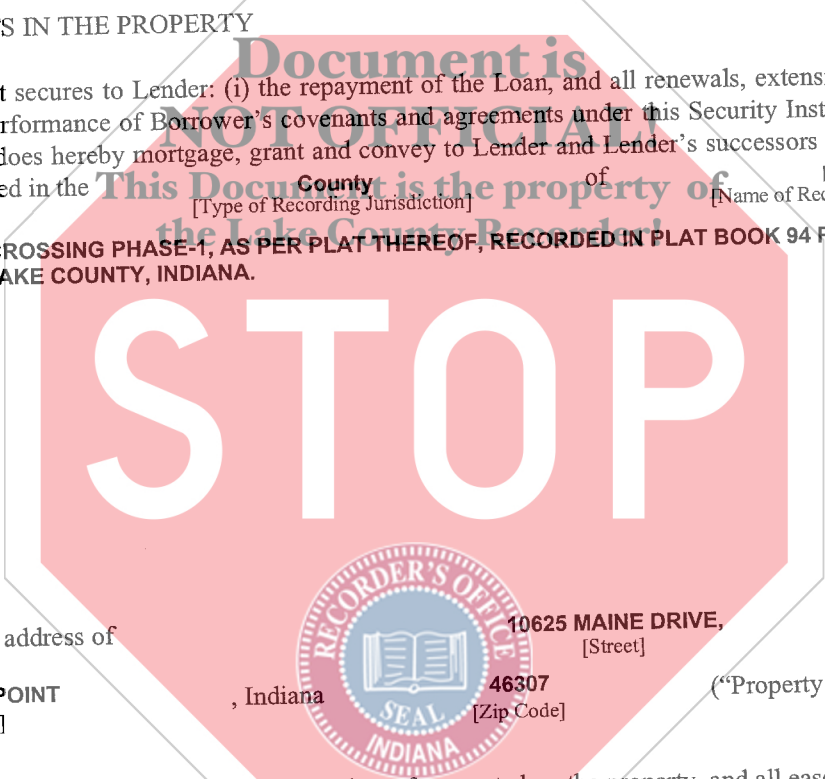 S IN THE PROPERTY
Document is
t secures to Lender: (i) the repayment of the Loan, and all renewals, extensi
NOT OFFICIAL!
rformance of Borrower's covenants and agreements under this Security Inst
does hereby mortgage, grant and convey to Lender and Lender's successors
ed in the County of
This Document is the property of
[Type of Recording Jurisdiction] [Name of Rec
the Lake County Recorder!
CROSSING PHASE-1, AS PER PLAT THEREOF, RECORDED IN PLAT BOOK 94 P
AKE COUNTY, INDIANA.
STOP
RECORDER'S OFFICE
SEAL
INDIANA
address of 10625 MAINE DRIVE,
[Street]
POINT , Indiana 46307 ("Property
] [Zip Code]